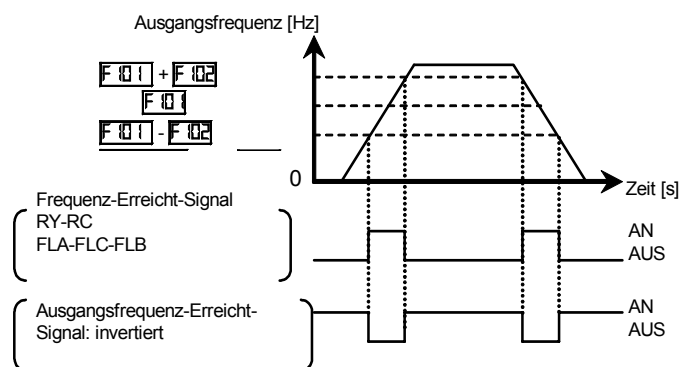 Ausgangsfrequenz [Hz]
F101 + F102
F101
F101 - F102
0
Zeit [s]
Frequenz-Erreicht-Signal
RY-RC
FLA-FLC-FLB
AN
AUS
Ausgangsfrequenz-Erreicht-
Signal: invertiert
AN
AUS